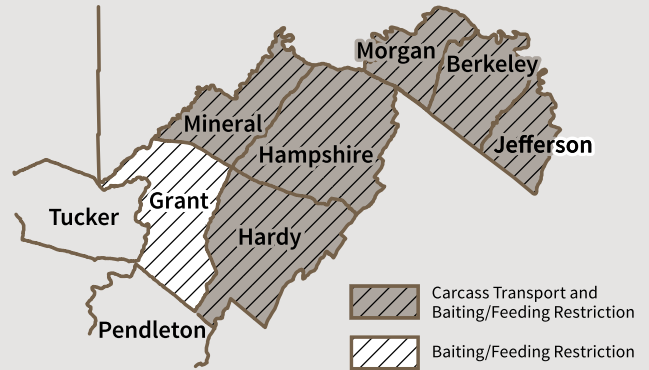 Morgan
Berkeley
Mineral
Hampshire
Jefferson
Grant
Tucker
Hardy
Pendleton
Carcass Transport and
Baiting/Feeding Restriction
Baiting/Feeding Restriction